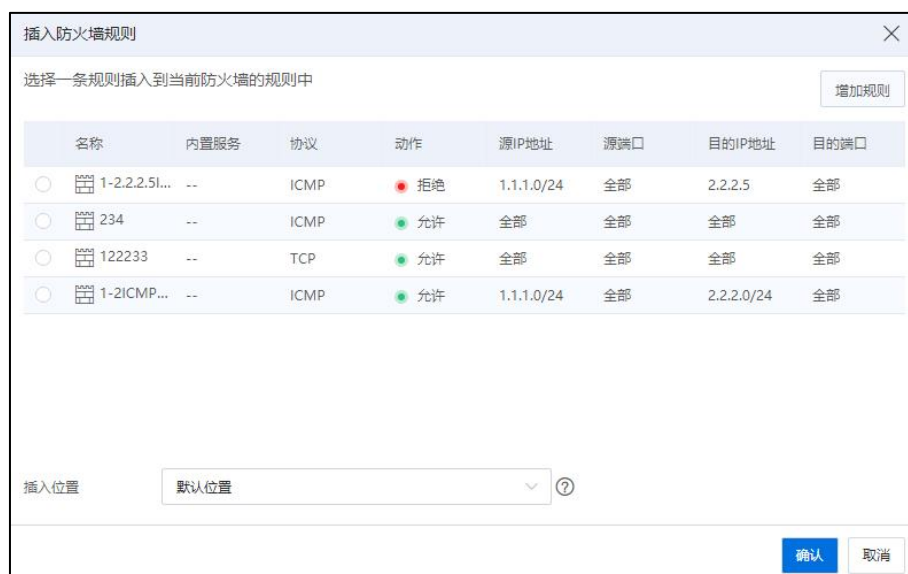 插入防火墙规则
选择一条规则插入到当前防火墙的规则中
增加规则
名称 内置服务 协议 动作 源IP地址 源端口 目的IP地址 目的端口
1-2.2.2.5I... -- ICMP 拒绝 1.1.1.0/24 全部 2.2.2.5 全部
234 -- ICMP 允许 全部 全部 全部 全部
122233 -- TCP 允许 全部 全部 全部 全部
1-2ICMP... -- ICMP 允许 1.1.1.0/24 全部 2.2.2.0/24 全部
插入位置 默认位置 ?
确认 取消